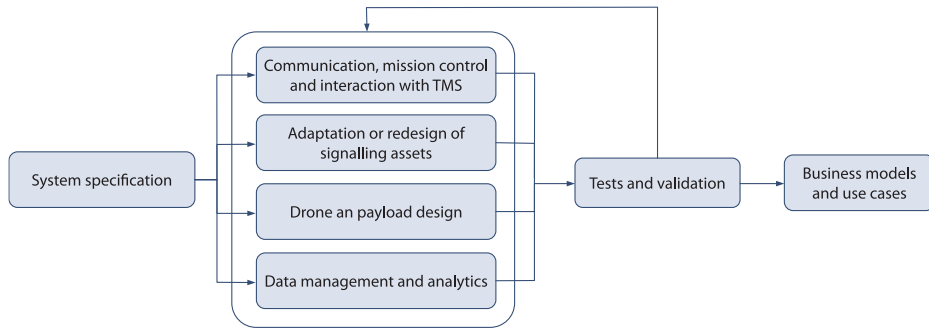 System specification
Communication, mission control
and interaction with TMS
Adaptation or redesign of
signalling assets
Drone an payload design
Data management and analytics
Tests and validation
Business models
and use cases